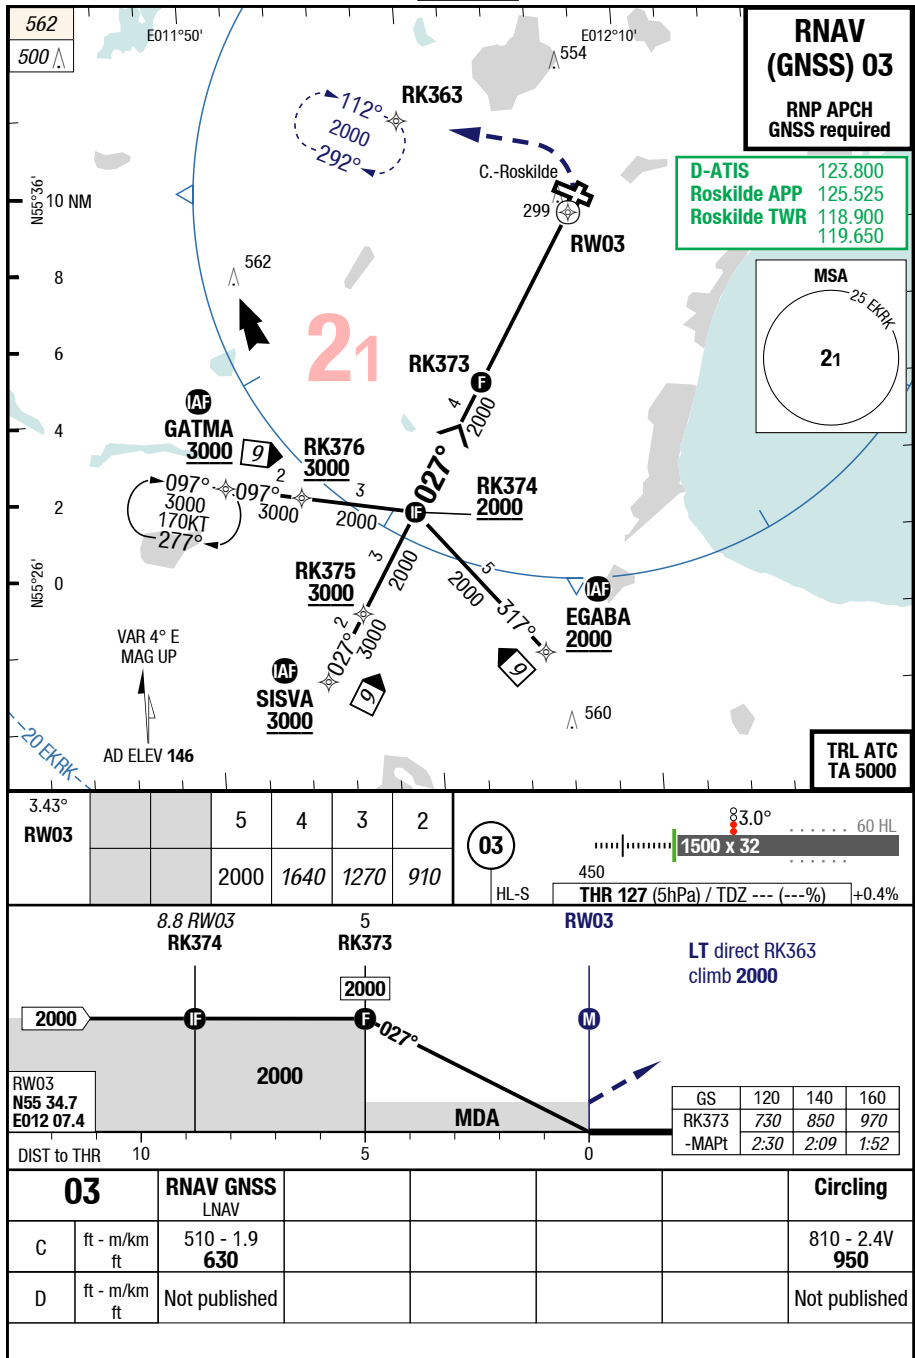 562
500
E011°50'
E012°10'
554
RNAV
(GNSS) 03
RNP APCH
GNSS required
RK363
112°
2000
292°
C.-Roskilde
D-ATIS 123.800
Roskilde APP 125.525
Roskilde TWR 118.900
119.650
N55°36'
10 NM
299
RW03
562
8
MSA
25 EKRK
21
21
6
RK373
F
4
2000
IAF
GATMA
3000
9
4
RK376
3000
027°
097°
3000
170KT
277°
097°
2
3000
3
2000
IF
RK374
2000
2
N55°26'
0
RK375
3000
3
2000
5
2000
317°
IAF
EGABA
2000
9
2
027°
3000
IAF
SISVA
3000
9
VAR 4° E
MAG UP
560
20 EKRK
AD ELEV 146
TRL ATC
TA 5000
3.43°
RW03
5 4 3 2
2000 1640 1270 910
03
HL-S
3.0°
60 HL
1500 x 32
450
THR 127 (5hPa) / TDZ --- (---%)
+0.4%
8.8 RW03
RK374
5
RK373
RW03
LT direct RK363
climb 2000
2000
2000
IF
F
027°
M
2000
MDA
RW03
N55 34.7
E012 07.4
GS 120 140 160
RK373 730 850 970
-MAPt 2:30 2:09 1:52
DIST to THR 10 5 0
03 RNAV GNSS Circling
LNAV
C ft - m/km 510 - 1.9 810 - 2.4V
ft 630 950
D ft - m/km Not published Not published
ft